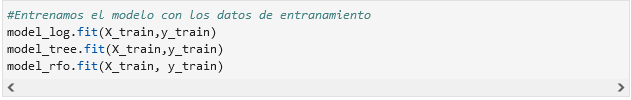 #Entrenamos el modelo con los datos de entranamiento
model_log.fit(X_train,y_train)
model_tree.fit(X_train,y_train)
model_rfo.fit(X_train, y_train)